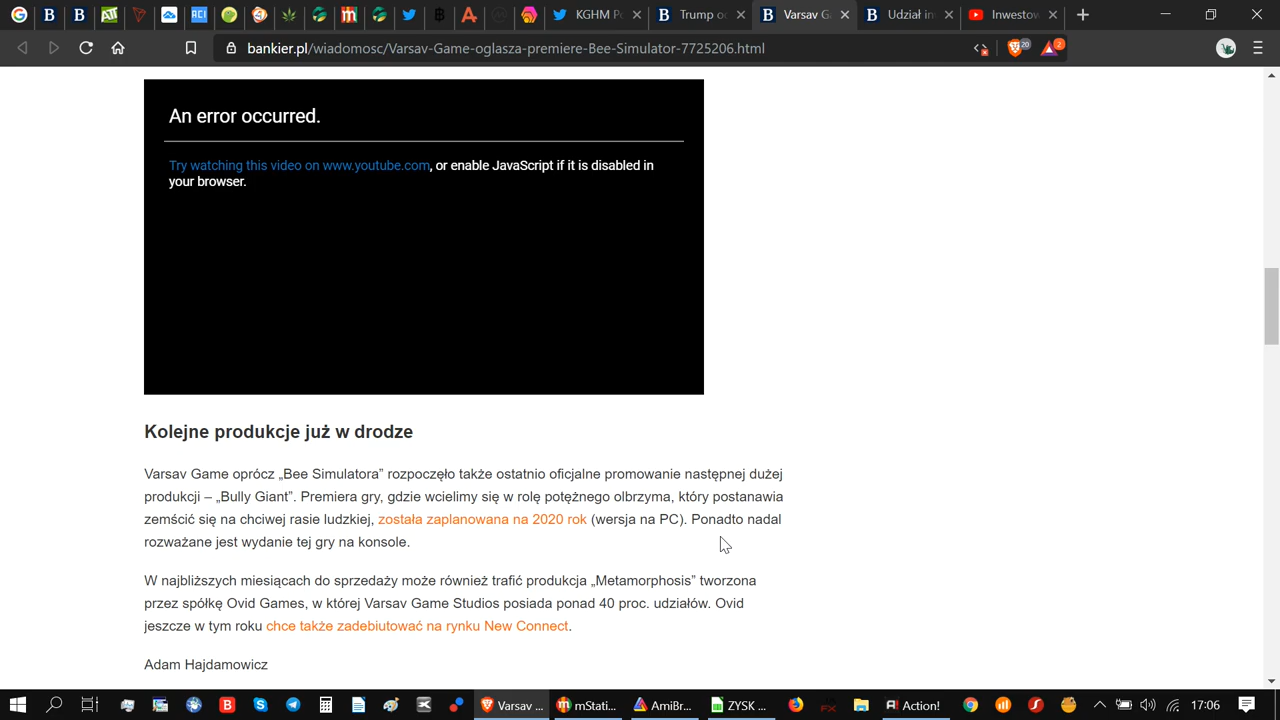 KGHM Po
Trump od
Varsav Ga
Udział in
Inwestow
bankier.pl/wiadomosc/Varsav-Game-oglasza-premiere-Bee-Simulator-7725206.html
20
2
An error occurred.
Try watching this video on www.youtube.com, or enable JavaScript if it is disabled in
your browser.
Kolejne produkcje już w drodze
Varsav Game oprócz „Bee Simulatora” rozpoczęło także ostatnio oficjalne promowanie następnej dużej
produkcji – „Bully Giant”. Premiera gry, gdzie wcielimy się w rolę potężnego olbrzyma, który postanawia
zemścić się na chciwej rasie ludzkiej, została zaplanowana na 2020 rok (wersja na PC). Ponadto nadal
rozważane jest wydanie tej gry na konsole.
W najbliższych miesiącach do sprzedaży może również trafić produkcja „Metamorphosis” tworzona
przez spółkę Ovid Games, w której Varsav Game Studios posiada ponad 40 proc. udziałów. Ovid
jeszcze w tym roku chce także zadebiutować na rynku New Connect.
Adam Hajdamowicz
Varsav ...
mStati...
AmiBr...
ZYSK ...
Action!
17:06